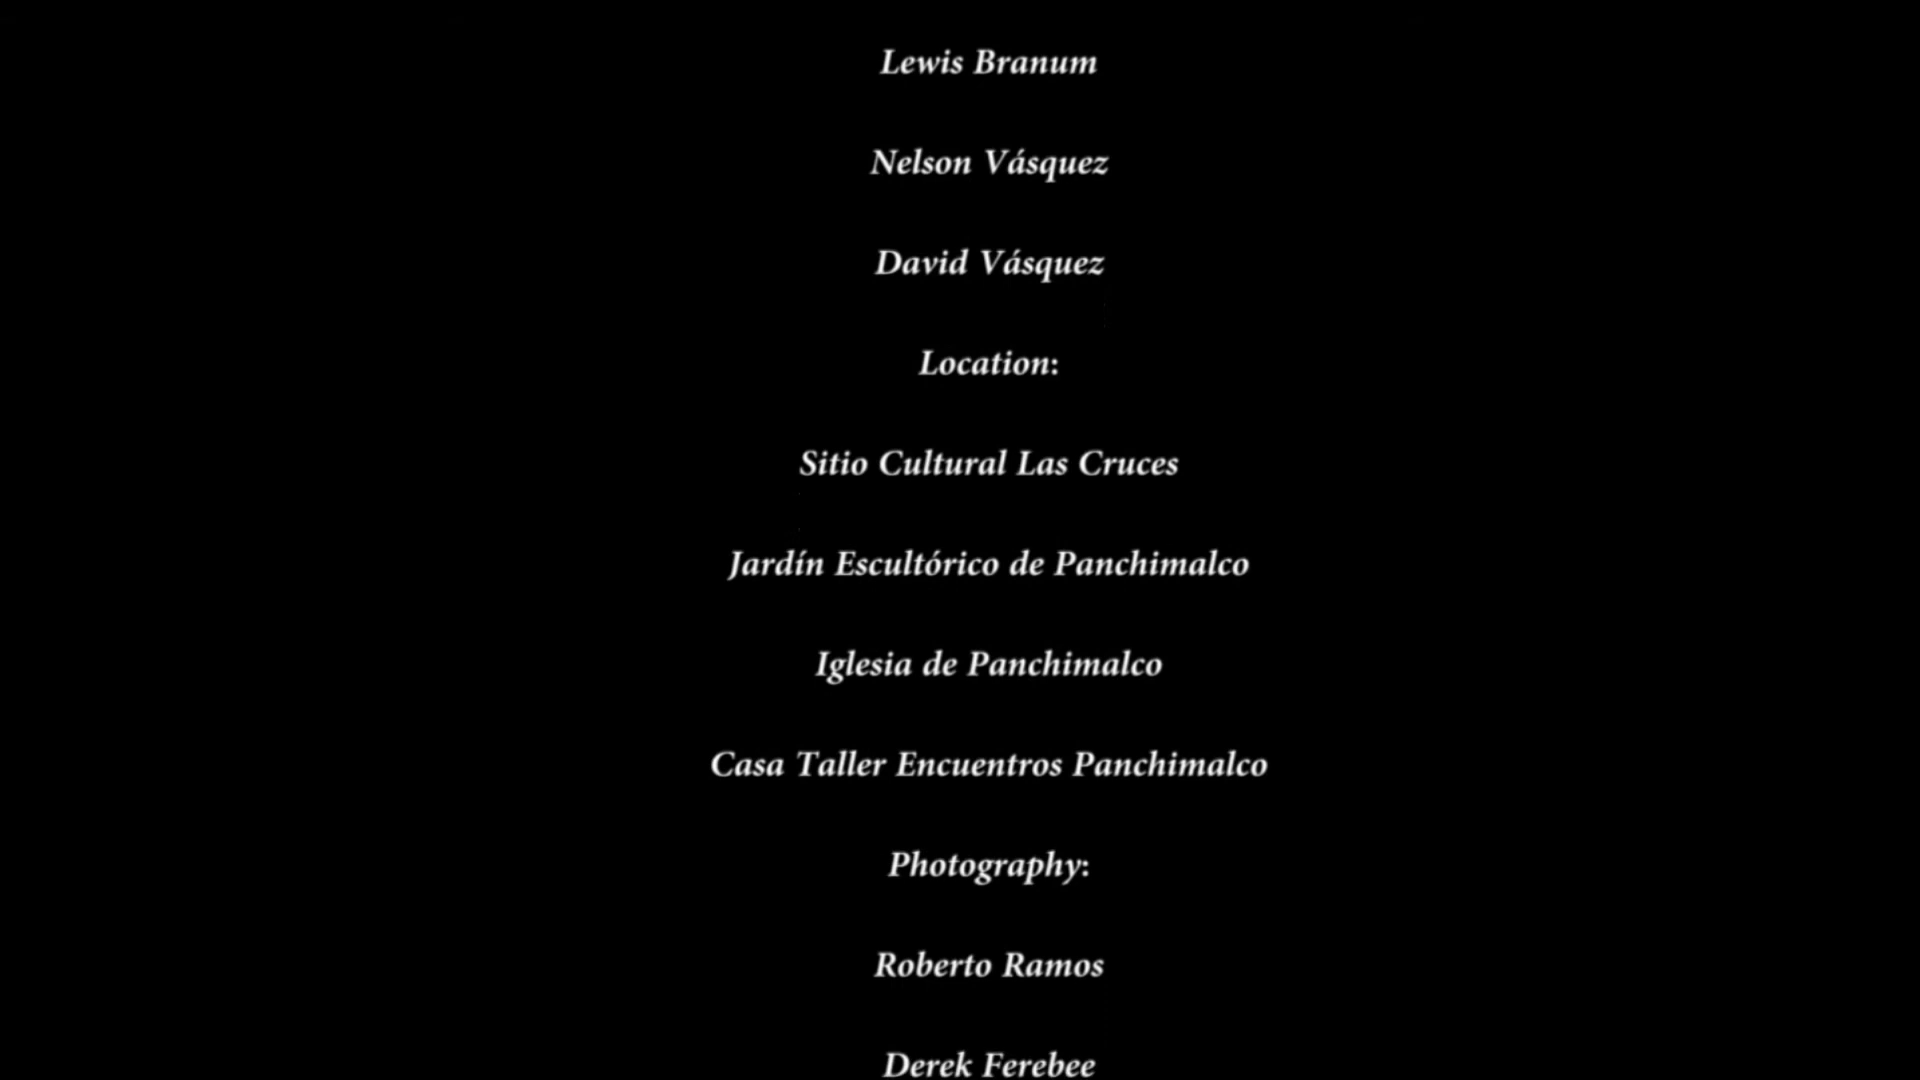 Lewis Branum
Nelson Vásquez
David Vásquez
Location:
Sitio Cultural Las Cruces
Jardín Escultórico de Panchimalco
Iglesia de Panchimalco
Casa Taller Encuentros Panchimalco
Photography:
Roberto Ramos
Derek Ferebee